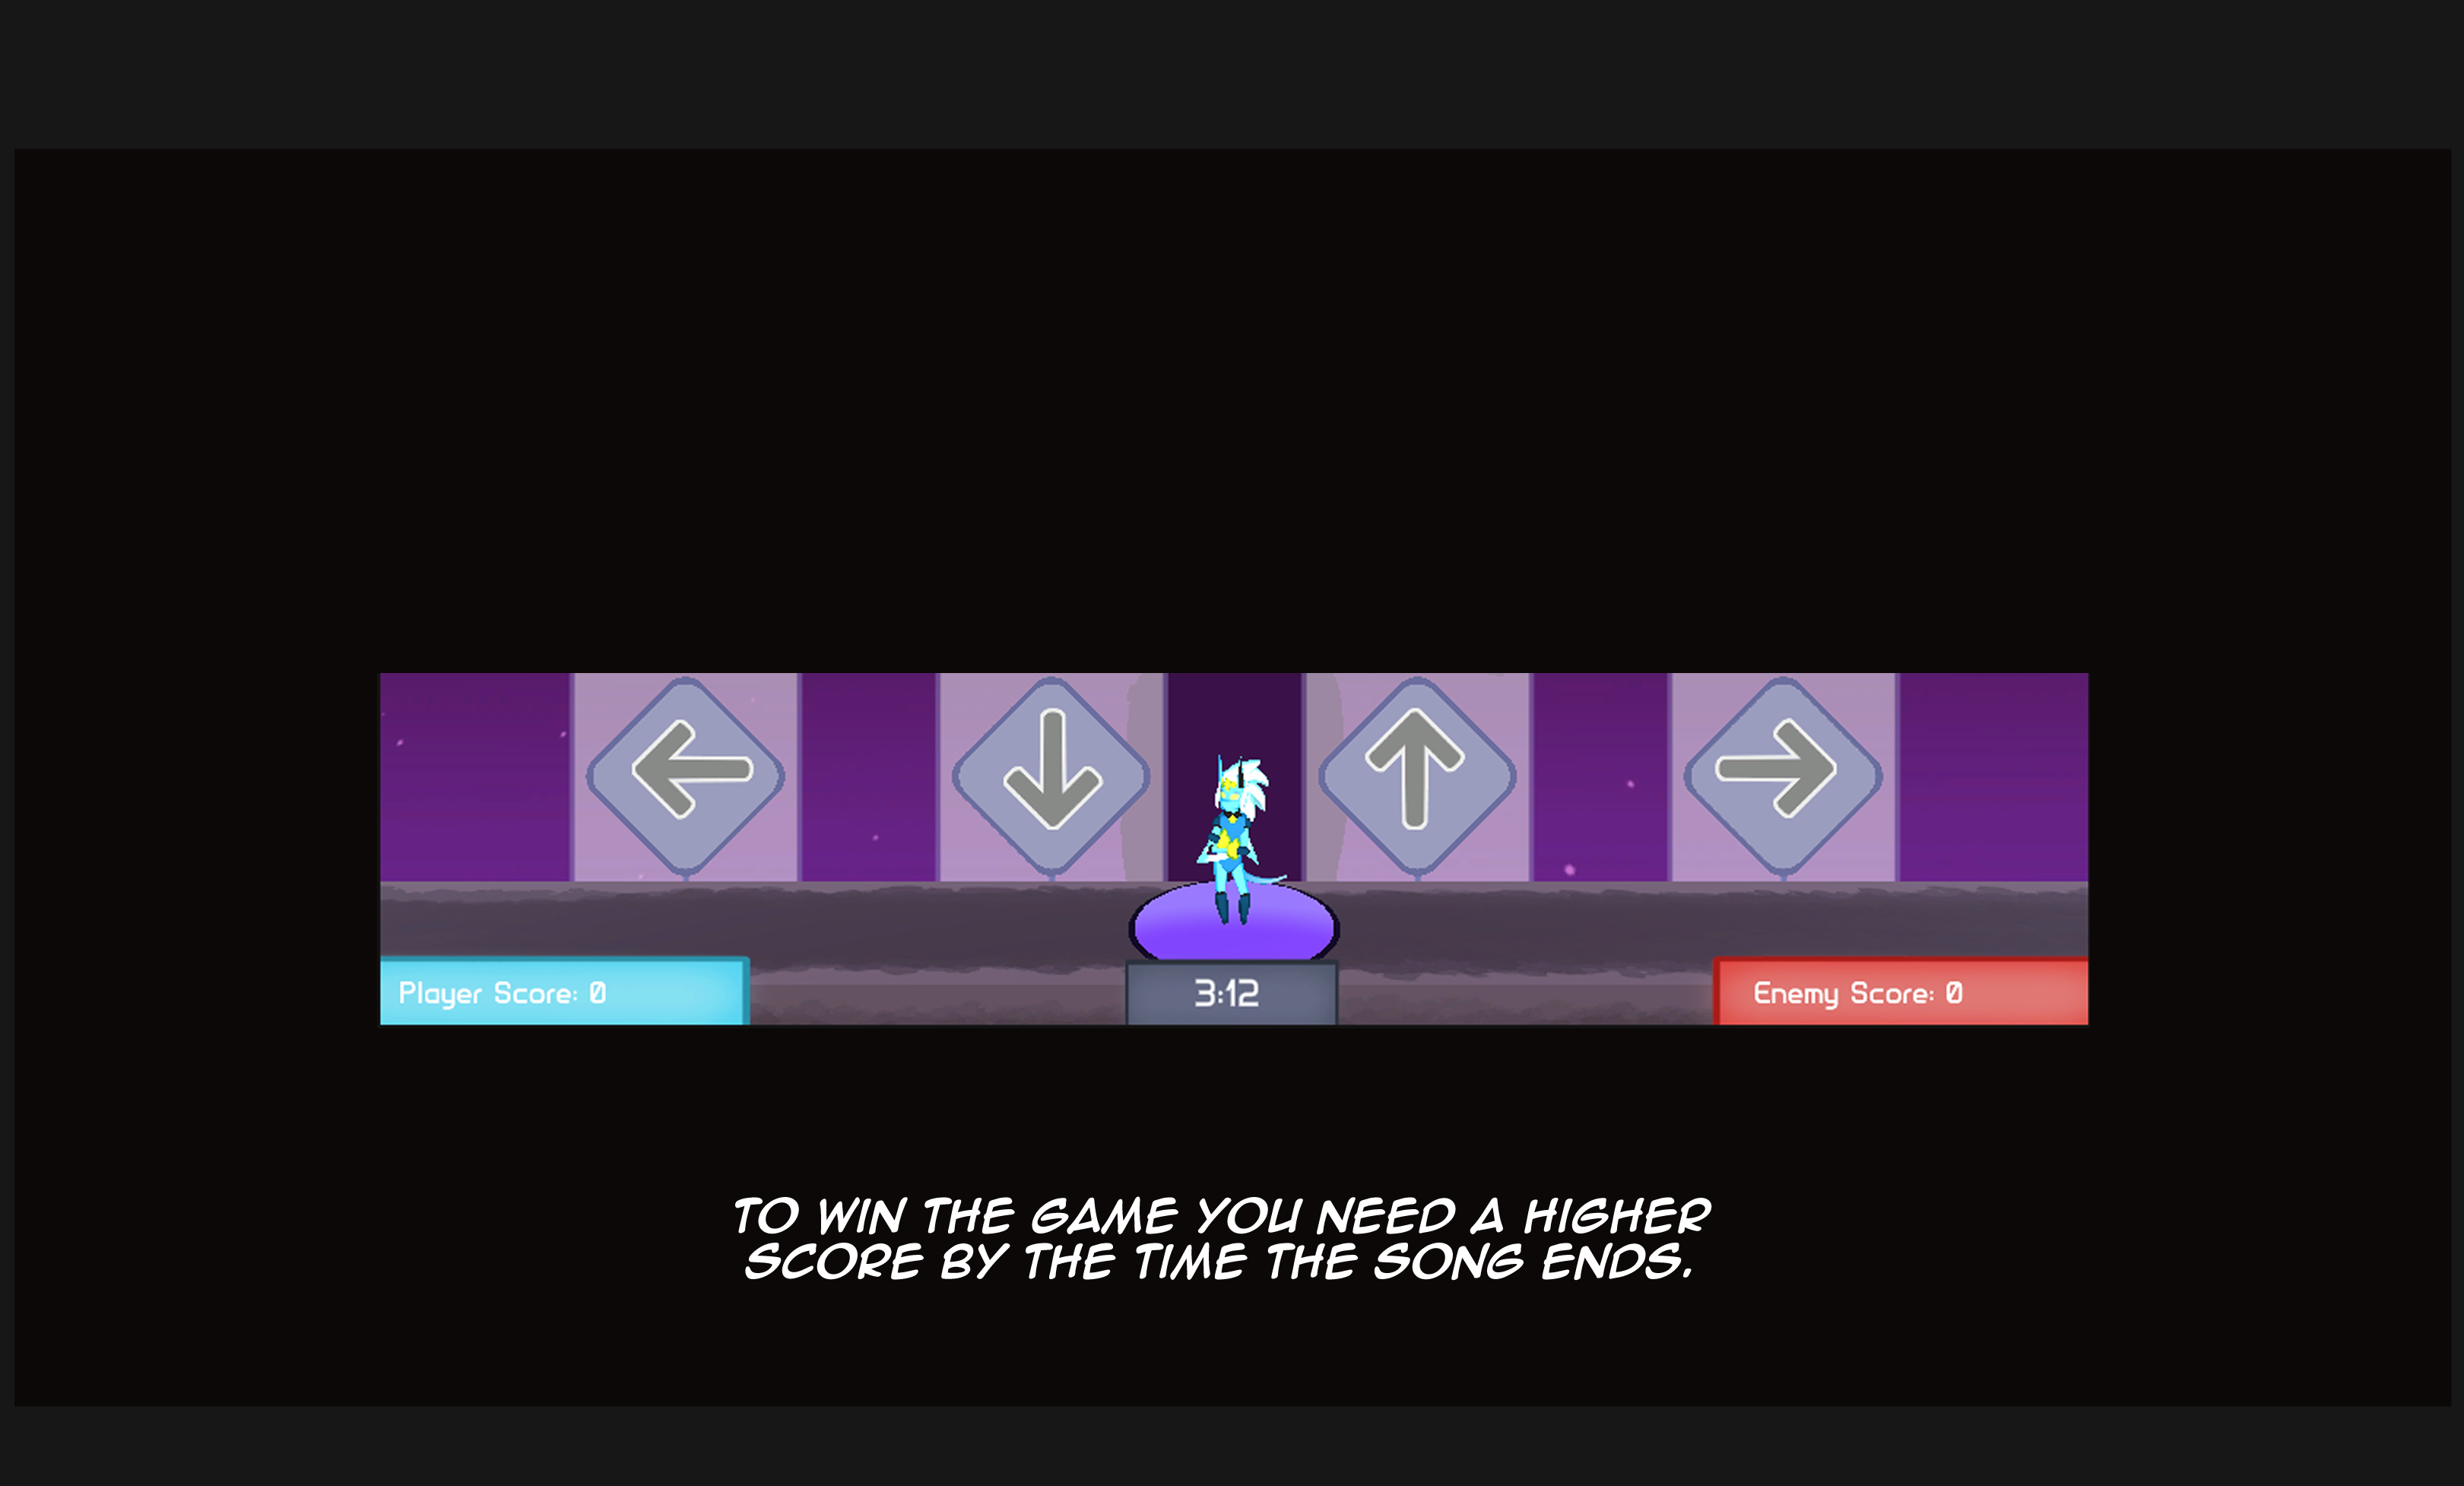 Player Score: 0
3:12
Enemy Score: 0
TO WIN THE GAME YOU NEED A HIGHER
SCORE BY THE TIME THE SONG ENDS.